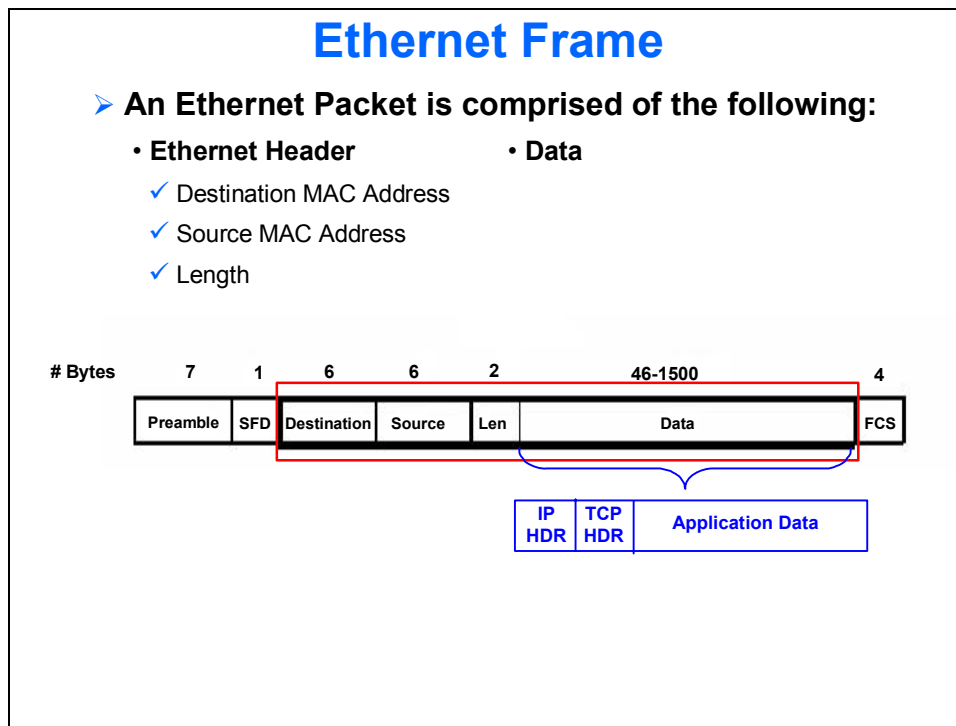 Ethernet Frame
➢ An Ethernet Packet is comprised of the following:
• Ethernet Header • Data
✓ Destination MAC Address
✓ Source MAC Address
✓ Length
# Bytes 7 1 6 6 2 46-1500 4
Preamble SFD Destination Source Len Data FCS
IP HDR TCP HDR Application Data